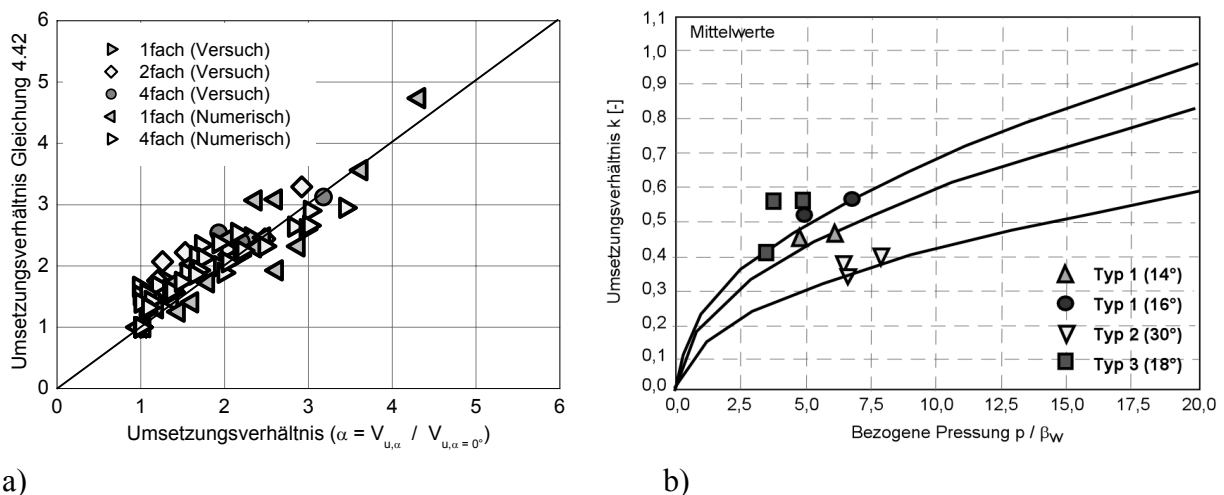 6
5
4
3
2
1
0
Umsetzungsverhältnis Gleichung 4.42
1fach (Versuch)
2fach (Versuch)
4fach (Versuch)
1fach (Numerisch)
4fach (Numerisch)
0 1 2 3 4 5 6
Umsetzungsverhältnis (α = Vu,α / Vu,α = 0°)
a)
1,1
1,0
0,9
0,8
0,7
0,6
0,5
0,4
0,3
0,2
0,1
0,0
Umsetzungsverhältnis k [-]
Mittelwerte
Typ 1 (14°)
Typ 1 (16°)
Typ 2 (30°)
Typ 3 (18°)
0,0 2,5 5,0 7,5 10,0 12,5 15,0 17,5 20,0
Bezogene Pressung p / βW
b)